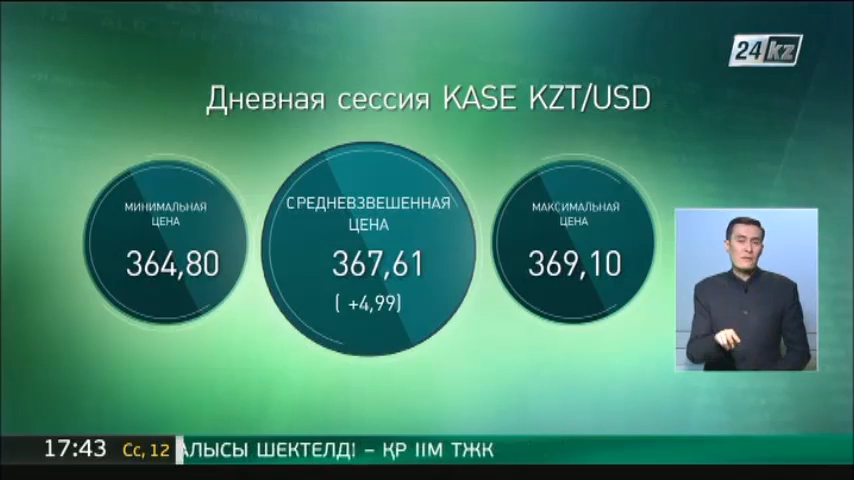 24kz
Дневная сессия KASE KZT/USD
МИНИМАЛЬНАЯ
ЦЕНА
364,80
СРЕДНЕВЗВЕШЕННАЯ
ЦЕНА
367,61
( +4,99)
МАКСИМАЛЬНАЯ
ЦЕНА
369,10
17:43 Сс, 12 АЛЫСЫ ШЕКТЕЛДІ – ҚР ІІМ ТЖК